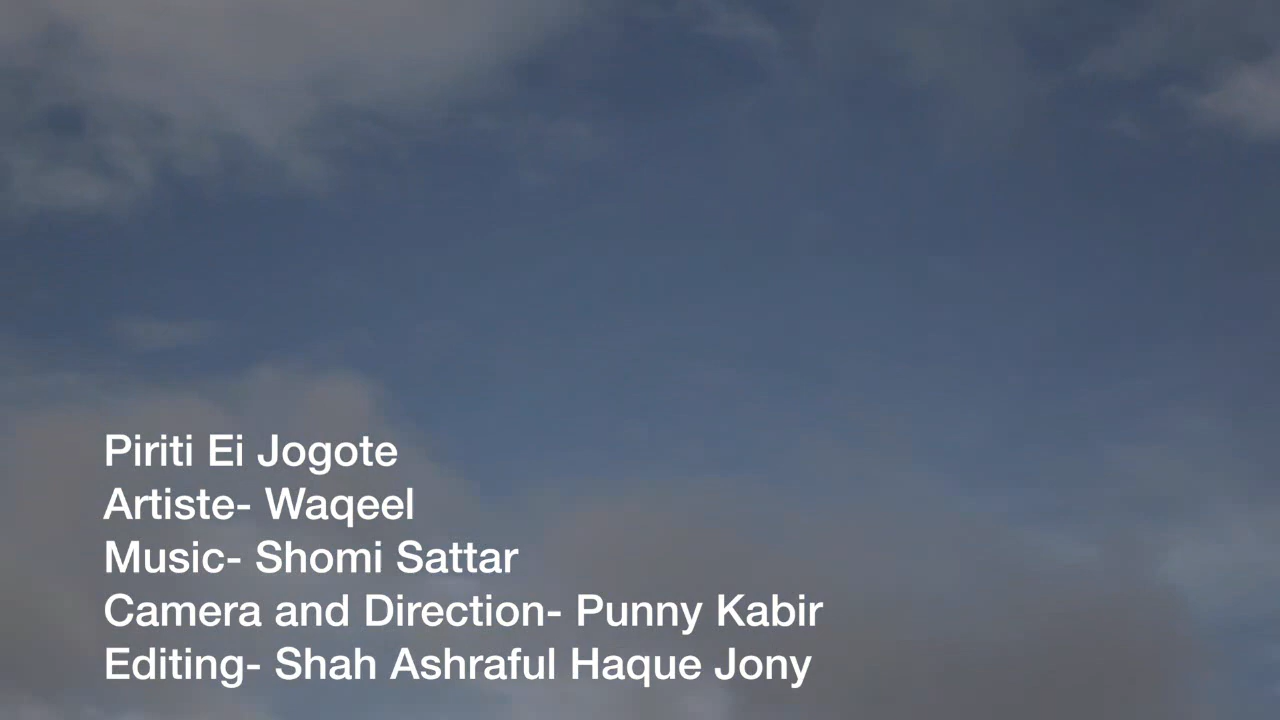 Piriti Ei Jogote
Artiste- Waqeel
Music- Shomi Sattar
Camera and Direction- Punny Kabir
Editing- Shah Ashraful Haque Jony